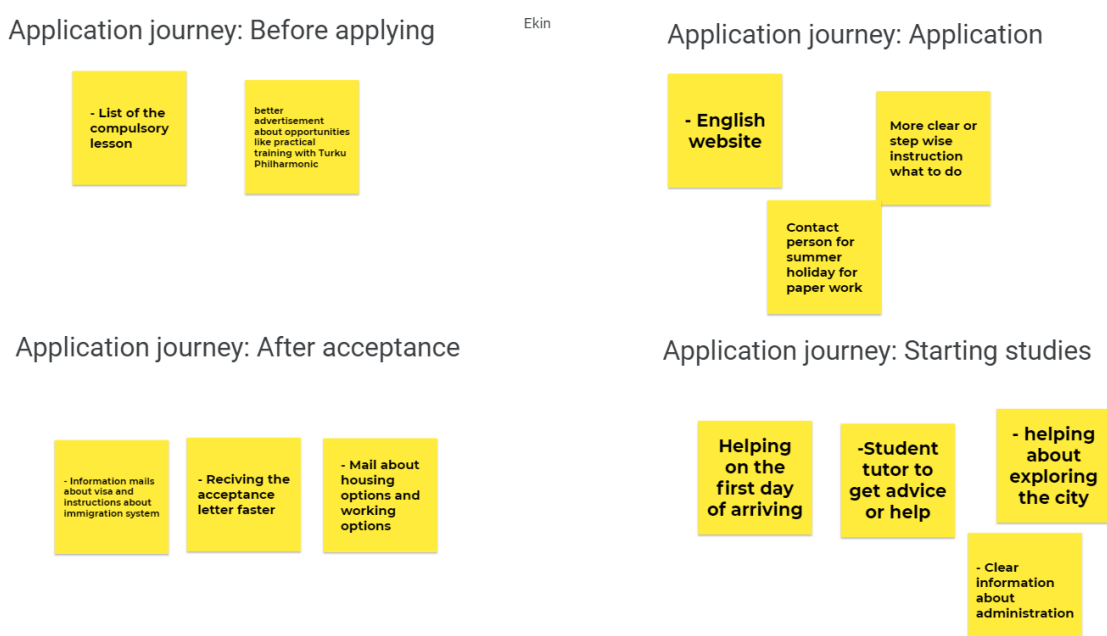 Application journey: Before applying
Ekin
- List of the
compulsory
lesson
better
advertisement
about opportunities
like practical
training with Turku
Philharmonic
Application journey: Application
- English
website
More clear or
step wise
instruction
what to do
Contact
person for
summer
holiday for
paper work
Application journey: After acceptance
- Information mails
about visa and
instructions about
immigration system
- Reciving the
acceptance
letter faster
- Mail about
housing
options and
working
options
Application journey: Starting studies
Helping
on the
first day
of arriving
-Student
tutor to
get advice
or help
- helping
about
exploring
the city
- Clear
information
about
administration